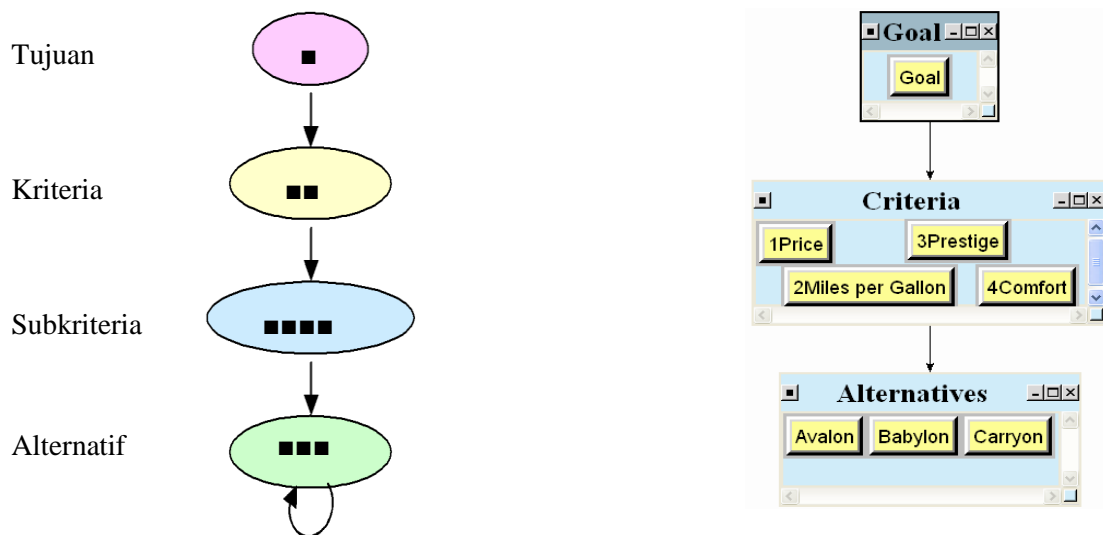 Tujuan
Kriteria
Subkriteria
Alternatif
Goal
Goal
Criteria
1Price
3Prestige
2Miles per Gallon
4Comfort
Alternatives
Avalon
Babylon
Carryon